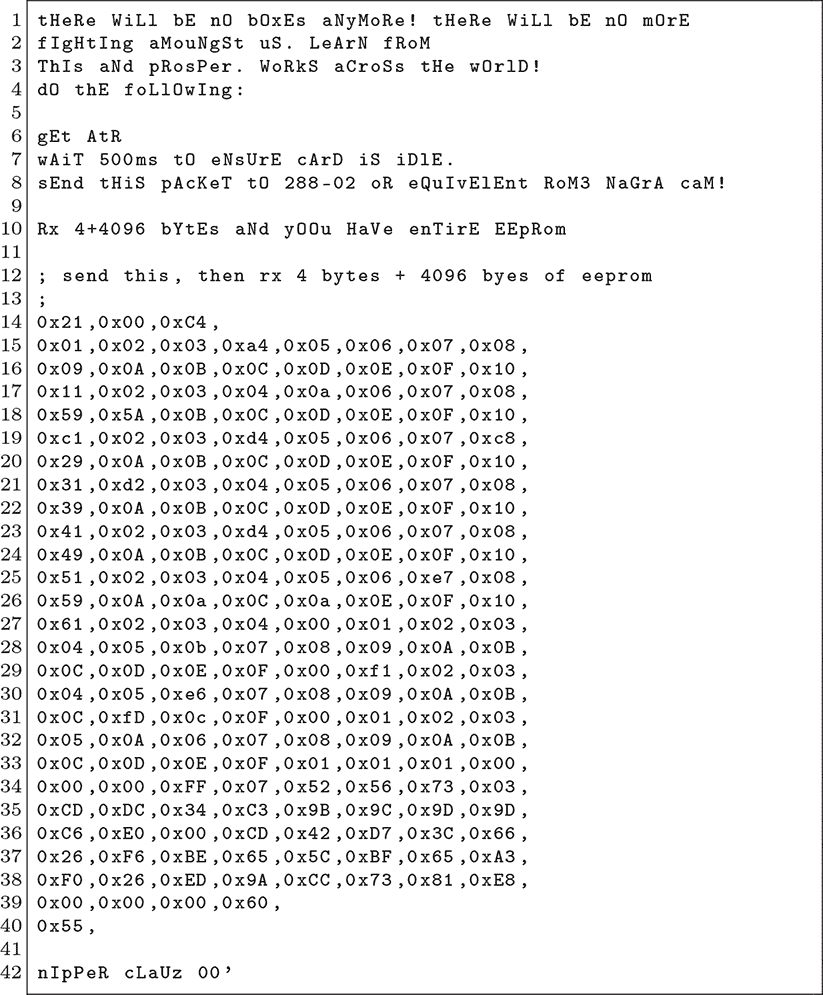 1 tHeRe WiLl bE nO bOxEs aNyMoRe! tHeRe WiLl bE nO mOrE
2 fIgHtIng aMouNgSt uS. LeArN fRoM
3 ThIs aNd pRosPer. WoRkS aCroSs tHe wOrlD!
4 dO thE foLlOwIng:
5
6 gEt AtR
7 wAiT 500ms tO eNsUrE cArD iS iDlE.
8 sEnd tHiS pAcKeT tO 288-02 oR eQuIvElEnt RoM3 NaGrA caM!
9
10 Rx 4+4096 bYtEs aNd yOOu HaVe enTirE EEpRom
11
12 ; send this, then rx 4 bytes + 4096 byes of eeprom
13 ;
14 0x21,0x00,0xC4,
15 0x01,0x02,0x03,0xa4,0x05,0x06,0x07,0x08,
16 0x09,0x0A,0x0B,0x0C,0x0D,0x0E,0x0F,0x10,
17 0x11,0x02,0x03,0x04,0x0a,0x06,0x07,0x08,
18 0x59,0x5A,0x0B,0x0C,0x0D,0x0E,0x0F,0x10,
19 0xc1,0x02,0x03,0xd4,0x05,0x06,0x07,0xc8,
20 0x29,0x0A,0x0B,0x0C,0x0D,0x0E,0x0F,0x10,
21 0x31,0xd2,0x03,0x04,0x05,0x06,0x07,0x08,
22 0x39,0x0A,0x0B,0x0C,0x0D,0x0E,0x0F,0x10,
23 0x41,0x02,0x03,0xd4,0x05,0x06,0x07,0x08,
24 0x49,0x0A,0x0B,0x0C,0x0D,0x0E,0x0F,0x10,
25 0x51,0x02,0x03,0x04,0x05,0x06,0xe7,0x08,
26 0x59,0x0A,0x0a,0x0C,0x0a,0x0E,0x0F,0x10,
27 0x61,0x02,0x03,0x04,0x00,0x01,0x02,0x03,
28 0x04,0x05,0x0b,0x07,0x08,0x09,0x0A,0x0B,
29 0x0C,0x0D,0x0E,0x0F,0x00,0xf1,0x02,0x03,
30 0x04,0x05,0xe6,0x07,0x08,0x09,0x0A,0x0B,
31 0x0C,0xfD,0x0c,0x0F,0x00,0x01,0x02,0x03,
32 0x05,0x0A,0x06,0x07,0x08,0x09,0x0A,0x0B,
33 0x0C,0x0D,0x0E,0x0F,0x01,0x01,0x01,0x00,
34 0x00,0x00,0xFF,0x07,0x52,0x56,0x73,0x03,
35 0xCD,0xDC,0x34,0xC3,0x9B,0x9C,0x9D,0x9D,
36 0xC6,0xE0,0x00,0xCD,0x42,0xD7,0x3C,0x66,
37 0x26,0xF6,0xBE,0x65,0x5C,0xBF,0x65,0xA3,
38 0xF0,0x26,0xED,0x9A,0xCC,0x73,0x81,0xE8,
39 0x00,0x00,0x00,0x60,
40 0x55,
41
42 nIpPeR cLaUz 00'